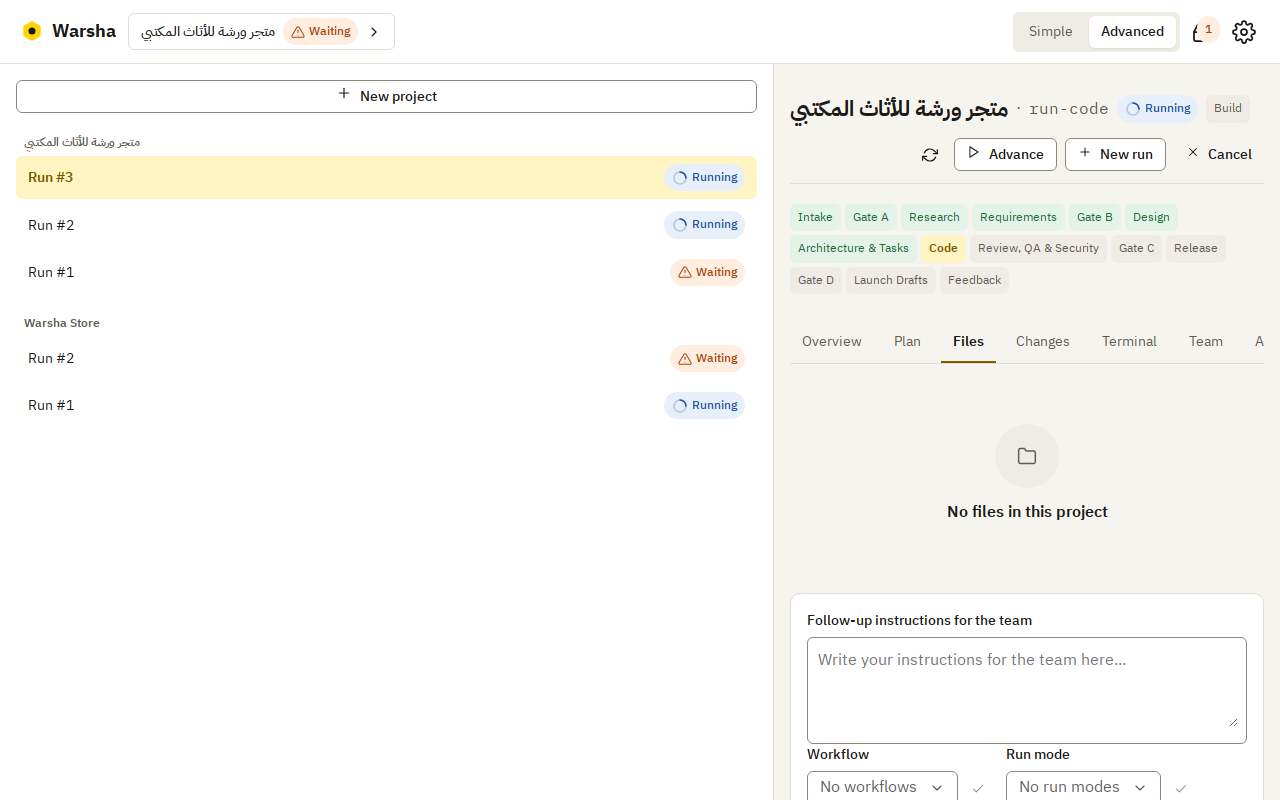 Warsha
متجر ورشة للأثاث المكتبي
Waiting
Simple
Advanced
1
New project
متجر ورشة للأثاث المكتبي
Run #3
Running
Run #2
Running
Run #1
Waiting
Warsha Store
Run #2
Waiting
Run #1
Running
متجر ورشة للأثاث المكتبي · run-code
Running
Build
Advance
New run
Cancel
Intake
Gate A
Research
Requirements
Gate B
Design
Architecture & Tasks
Code
Review, QA & Security
Gate C
Release
Gate D
Launch Drafts
Feedback
Overview
Plan
Files
Changes
Terminal
Team
No files in this project
Follow-up instructions for the team
Write your instructions for the team here...
Workflow
Run mode
No workflows
No run modes